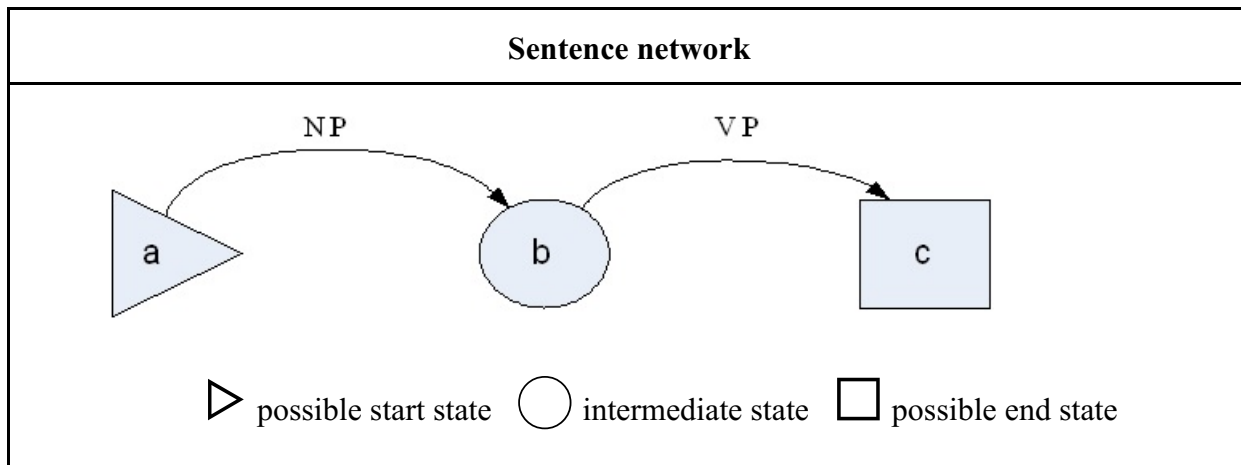 Sentence network
NP VP
a b c
possible start state intermediate state possible end state